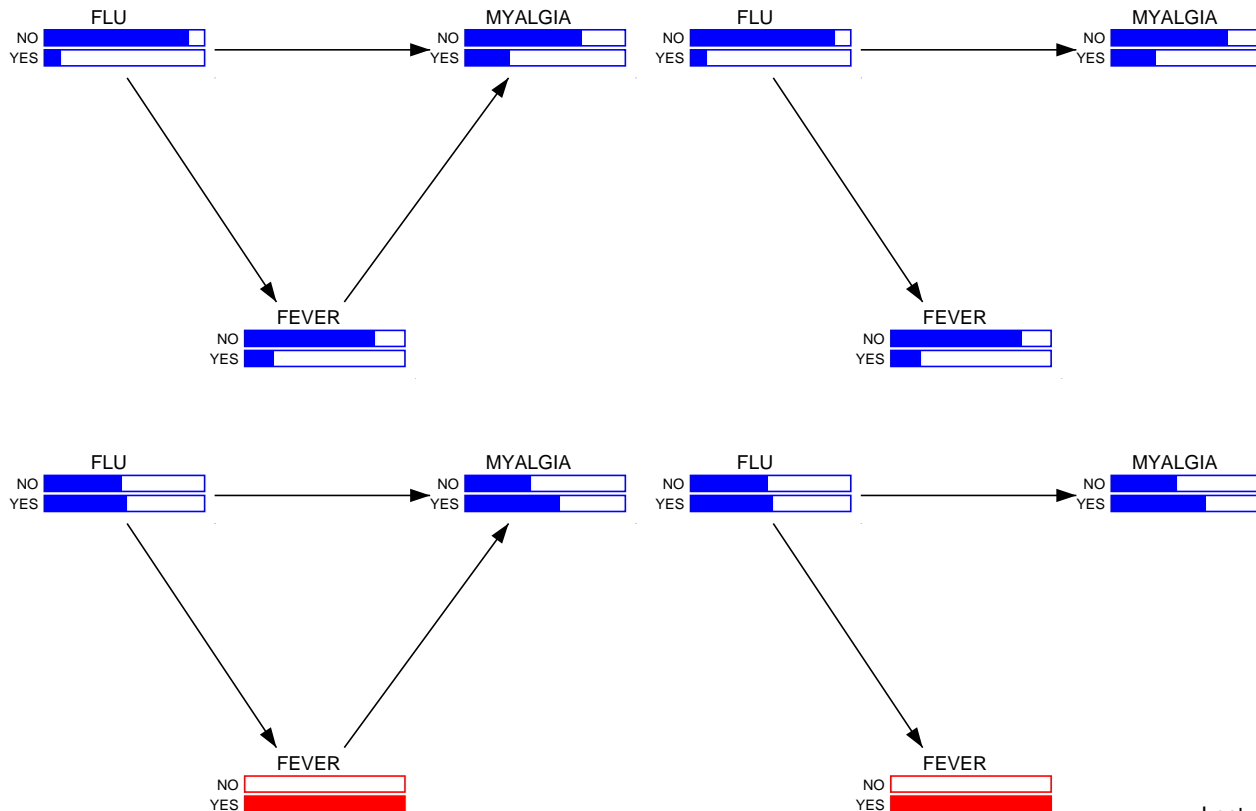 FLU MYALGIA FLU MYALGIA
NO NO NO NO
YES YES YES YES
FEVER FEVER
NO NO
YES YES
FLU MYALGIA FLU MYALGIA
NO NO NO NO
YES YES YES YES
FEVER FEVER
NO NO
YES YES